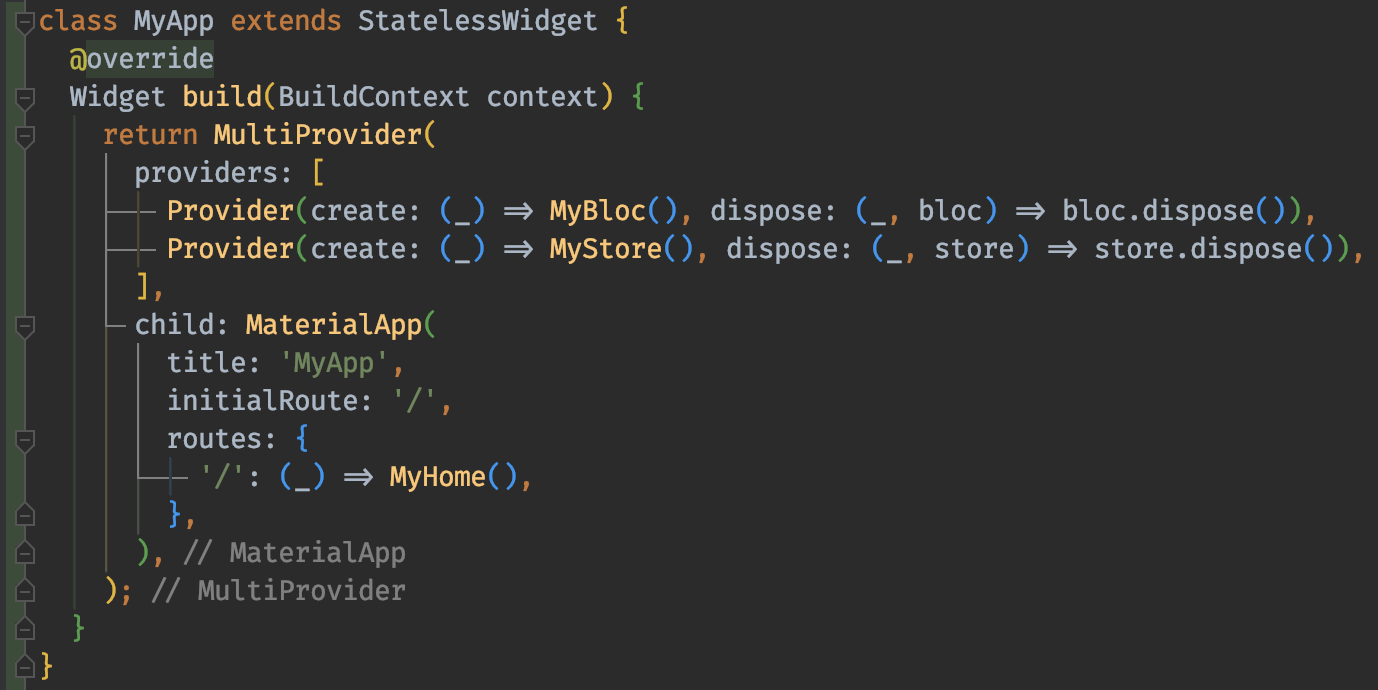 class MyApp extends StatelessWidget {
@override
Widget build(BuildContext context) {
return MultiProvider(
providers: [
Provider(create: (_) => MyBloc(), dispose: (_, bloc) => bloc.dispose()),
Provider(create: (_) => MyStore(), dispose: (_, store) => store.dispose()),
],
child: MaterialApp(
title: 'MyApp',
initialRoute: '/',
routes: {
'/': (_) => MyHome(),
},
), // MaterialApp
); // MultiProvider
}
}